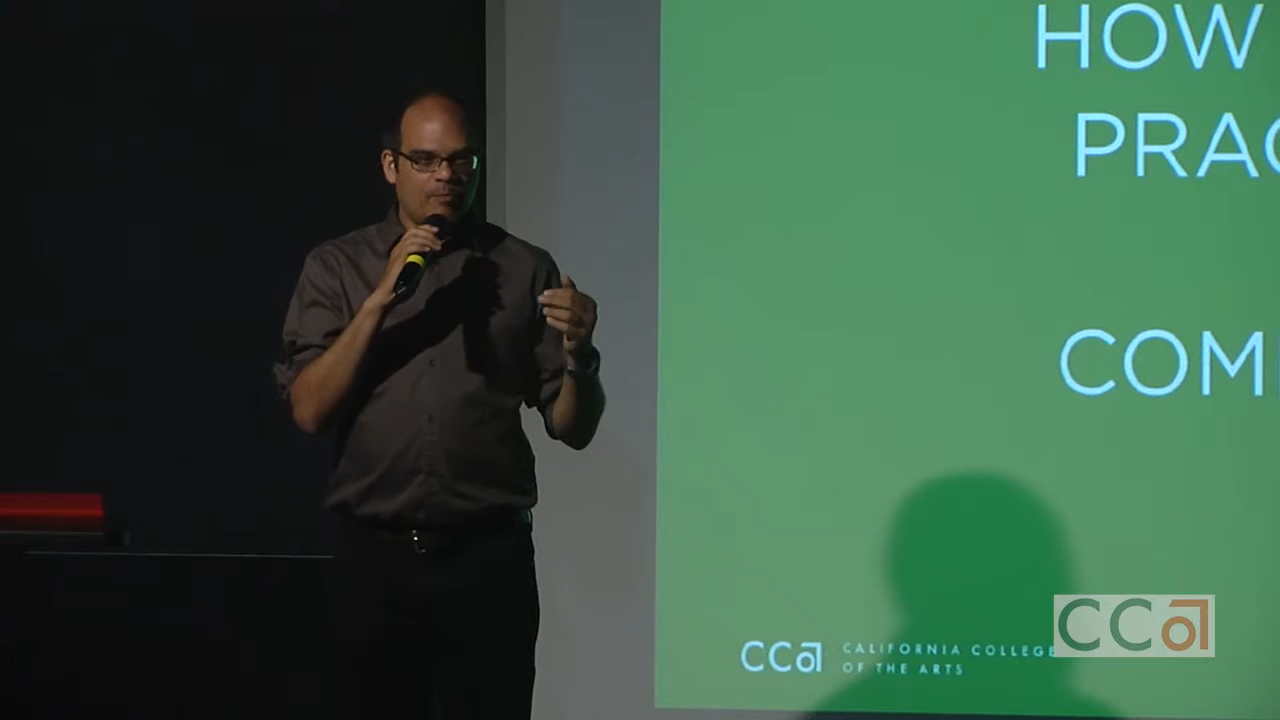 HOW
PRAC
COM
CCA CALIFORNIA COLLEGE
OF THE ARTS
CCA